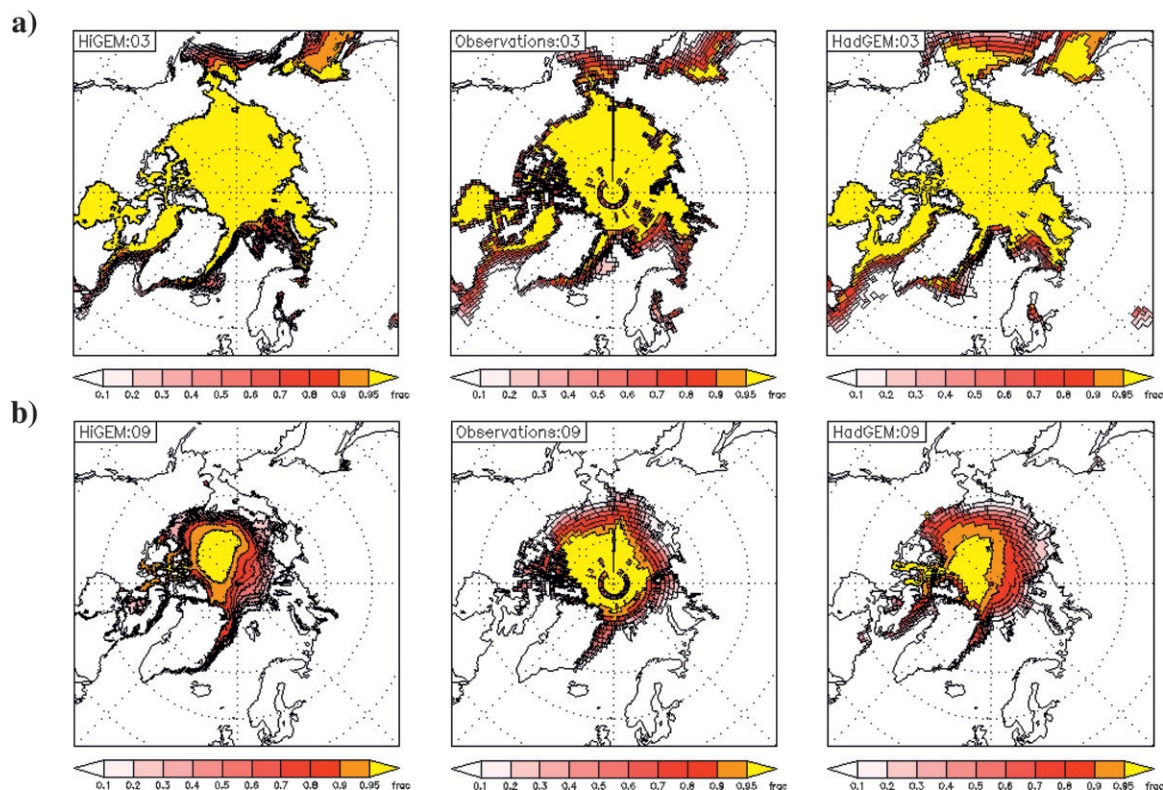 a)
HiGEM:03 Observations:03 HadGEM:03
0.1 0.2 0.3 0.4 0.5 0.6 0.7 0.8 0.9 0.95 frac 0.1 0.2 0.3 0.4 0.5 0.6 0.7 0.8 0.9 0.95 frac 0.1 0.2 0.3 0.4 0.5 0.6 0.7 0.8 0.9 0.95 frac
b)
HiGEM:09 Observations:09 HadGEM:09
0.1 0.2 0.3 0.4 0.5 0.6 0.7 0.8 0.9 0.95 frac 0.1 0.2 0.3 0.4 0.5 0.6 0.7 0.8 0.9 0.95 frac 0.1 0.2 0.3 0.4 0.5 0.6 0.7 0.8 0.9 0.95 frac